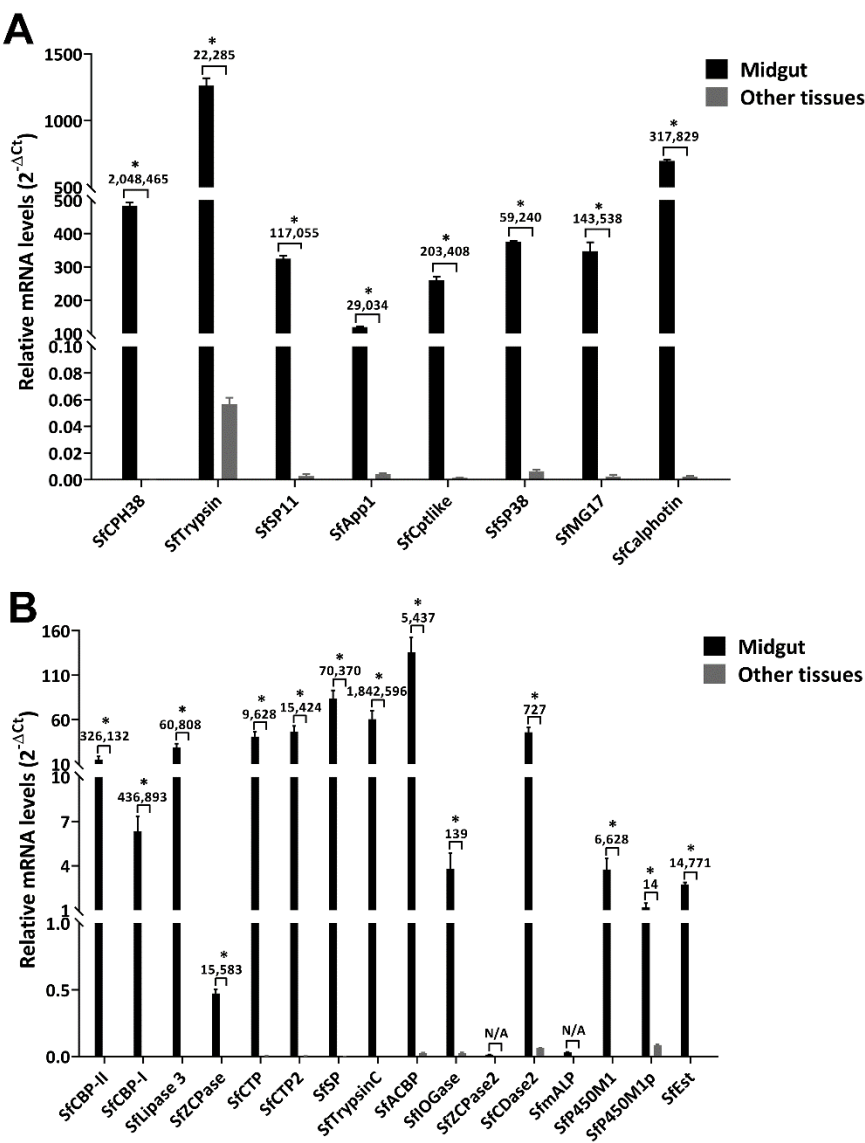 A
Relative mRNA levels (2-ΔCt)
1500
1000
500
500
400
300
200
100
0.10
0.08
0.06
0.04
0.02
0.00
*
2,048,465
*
22,285
*
117,055
*
29,034
*
203,408
*
59,240
*
143,538
*
317,829
Midgut
Other tissues
SfCPH38
SfTrypsin
SfSP11
SfApp1
SfCptlike
SfSP38
SfMG17
SfCalphotin
B
Relative mRNA levels (2-ΔCt)
160
110
60
10
10
7
4
1
1.0
0.5
0.0
*
326,132
*
436,893
*
60,808
*
15,583
*
9,628
*
15,424
*
70,370
*
1,842,596
*
5,437
*
139
N/A
*
727
N/A
*
6,628
*
14
*
14,771
Midgut
Other tissues
SfCBP-II
SfCBP-I
SfLipase 3
SfZCPase
SfCTP
SfCTP2
SfSP
SfTrypsinC
SfACBP
SfIOGase
SfZCPase2
SfCDase2
SfmALP
SfP450M1
SfP450M1p
SfEst